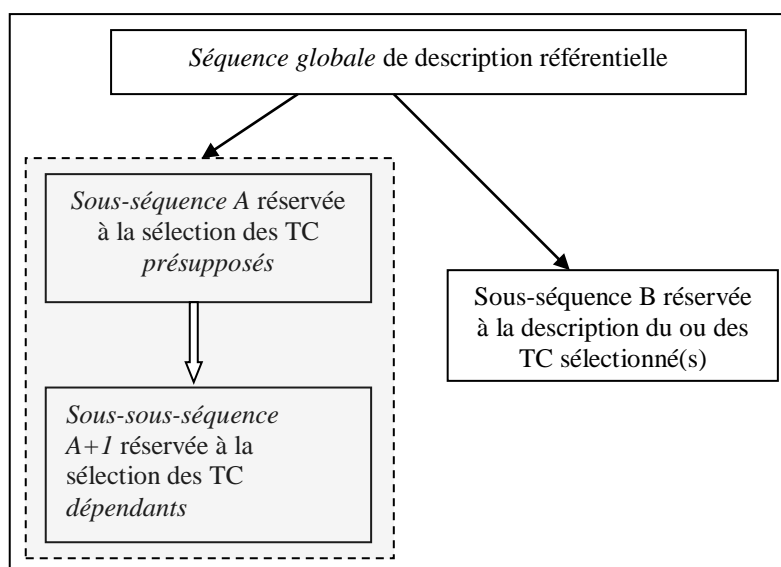 Séquence globale de description référentielle
Sous-séquence A réservée
à la sélection des TC
présupposés
Sous-sous-séquence
A+1 réservée à la
sélection des TC
dépendants
Sous-séquence B réservée
à la description du ou des
TC sélectionné(s)